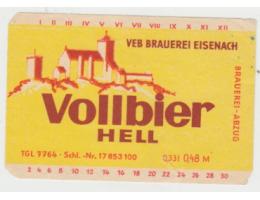 I II III IV V VI VII VIII IX X XI XII
VEB BRAUEREI EISENACH
Vollbier
HELL
BRAUEREI-ABZUG
TGL 7764 · Schl.-Nr. 17 853 100 0,33 l 0,48 M
2 4 6 8 10 12 14 16 18 20 22 24 26 28 30